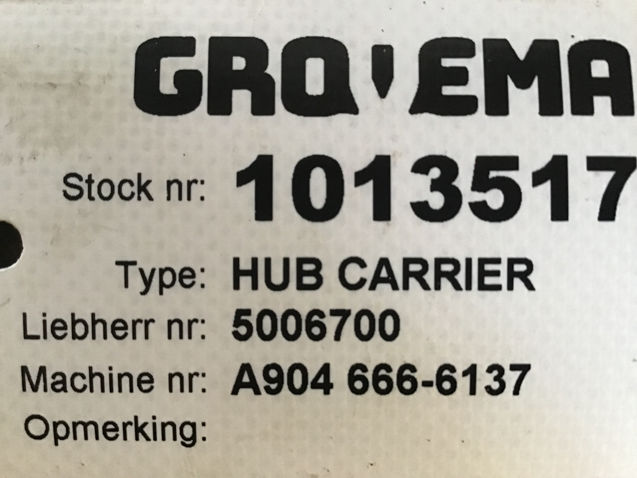 GROVEMA
Stock nr: 1013517
Type: HUB CARRIER
Liebherr nr: 5006700
Machine nr: A904 666-6137
Opmerking: